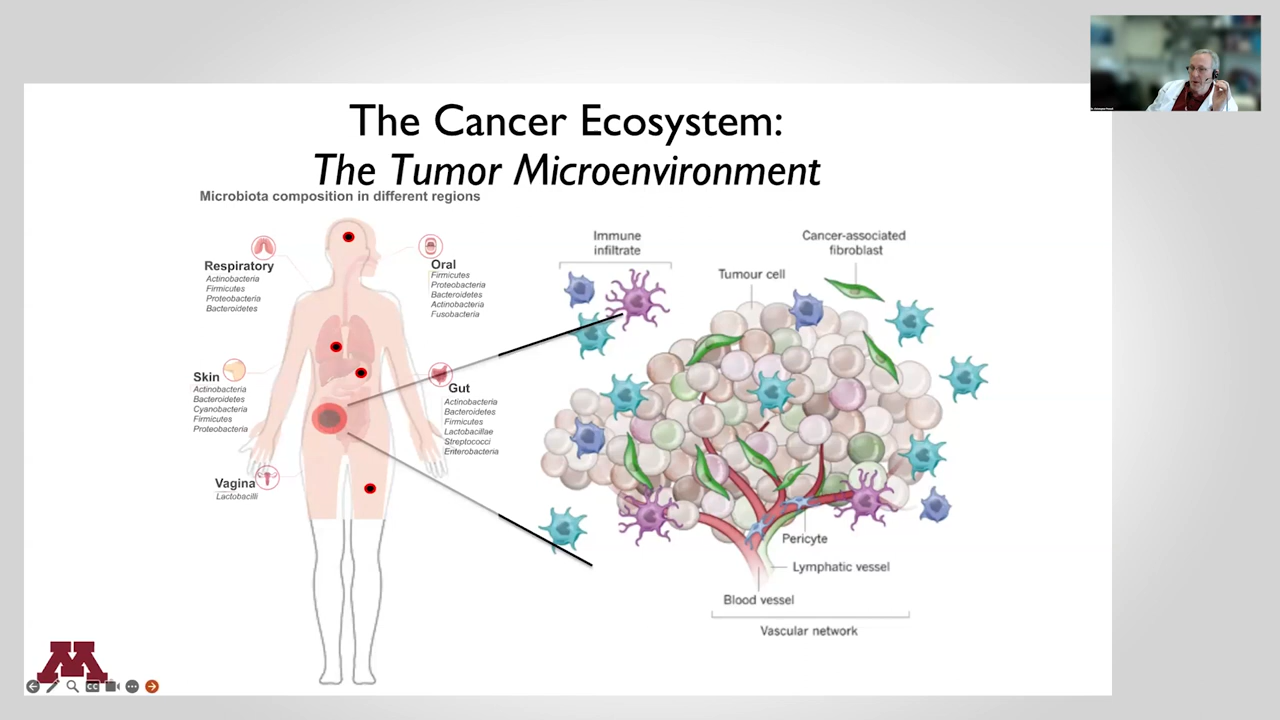 The Cancer Ecosystem:
The Tumor Microenvironment
Microbiota composition in different regions
Respiratory
Actinobacteria
Firmicutes
Proteobacteria
Bacteroidetes
Oral
Firmicutes
Proteobacteria
Bacteroidetes
Actinobacteria
Fusobacteria
Skin
Actinobacteria
Bacteroidetes
Cyanobacteria
Firmicutes
Proteobacteria
Gut
Actinobacteria
Bacteroidetes
Firmicutes
Lactobacillae
Streptococci
Enterobacteria
Vagina
Lactobacilli
Immune
infiltrate
Tumour cell
Cancer-associated
fibroblast
Pericyte
Lymphatic vessel
Blood vessel
Vascular network
M
CC